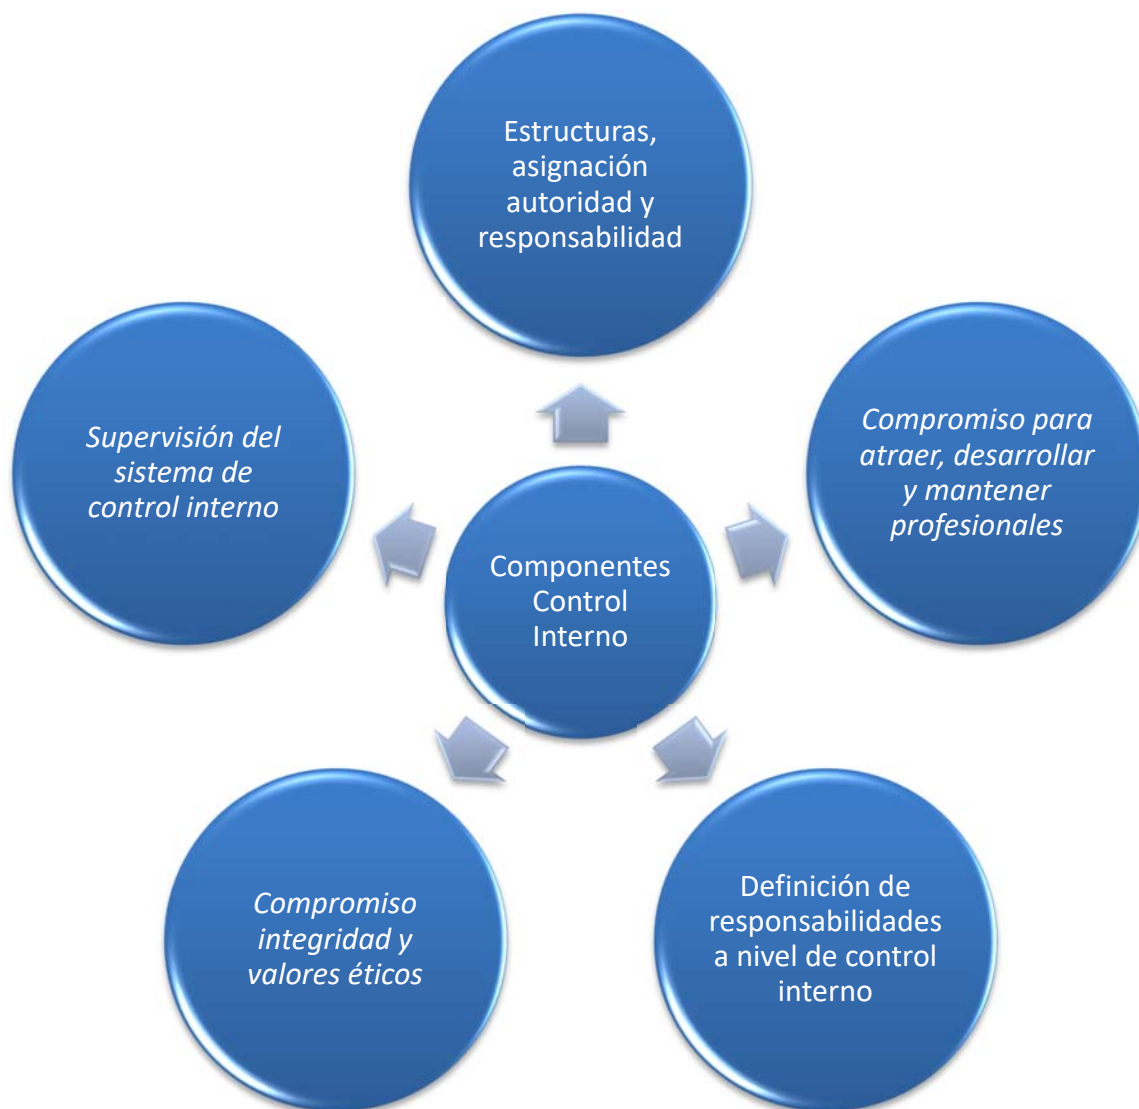 Estructuras,
asignación
autoridad y
responsabilidad
Supervisión del
sistema de
control interno
Compromiso para
atraer, desarrollar
y mantener
profesionales
Componentes
Control
Interno
Compromiso
integridad y
valores éticos
Definición de
responsabilidades
a nivel de control
interno